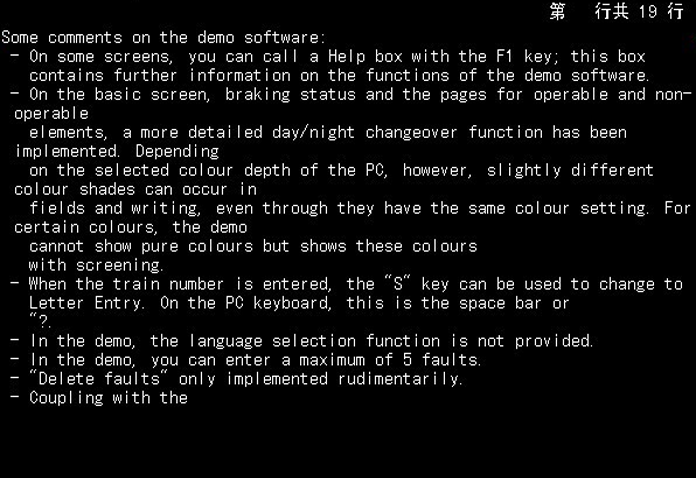 第 行共 19 行
Some comments on the demo software:
- On some screens, you can call a Help box with the F1 key; this box
contains further information on the functions of the demo software.
- On the basic screen, braking status and the pages for operable and non-
operable
elements, a more detailed day/night changeover function has been
implemented. Depending
on the selected colour depth of the PC, however, slightly different
colour shades can occur in
fields and writing, even through they have the same colour setting. For
certain colours, the demo
cannot show pure colours but shows these colours
with screening.
- When the train number is entered, the "S" key can be used to change to
Letter Entry. On the PC keyboard, this is the space bar or
"?.
- In the demo, the language selection function is not provided.
- In the demo, you can enter a maximum of 5 faults.
- "Delete faults" only implemented rudimentarily.
- Coupling with the